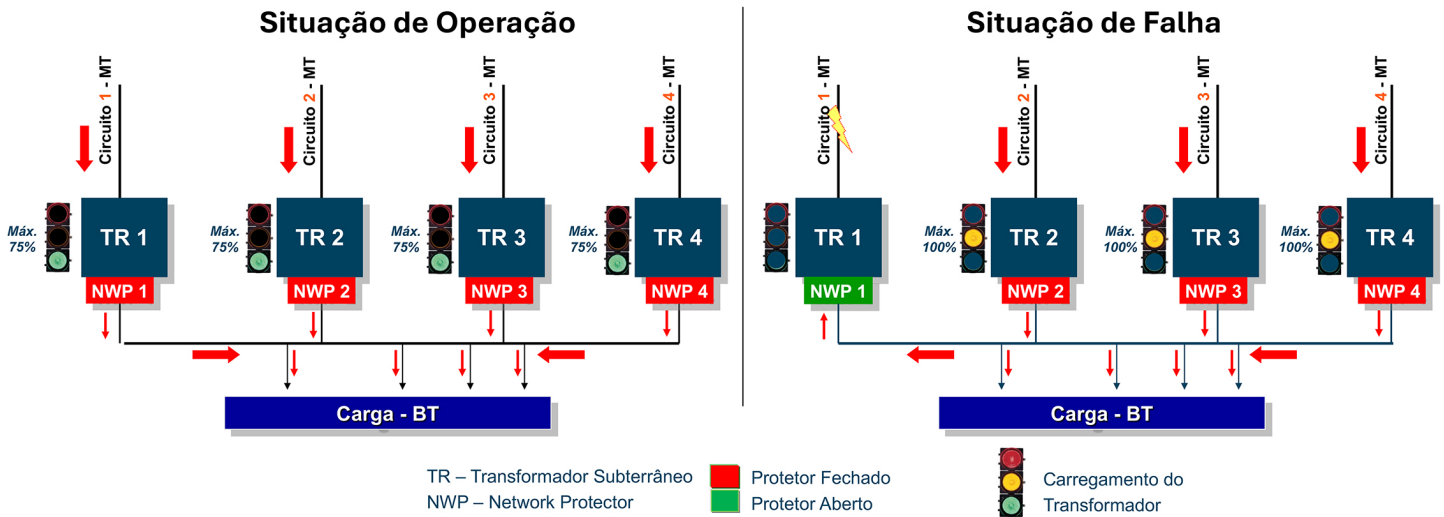 Situação de Operação
Circuito 1 - MT
Circuito 2 - MT
Circuito 3 - MT
Circuito 4 - MT
Máx.
75%
TR 1
Máx.
75%
TR 2
Máx.
75%
TR 3
Máx.
75%
TR 4
NWP 1
NWP 2
NWP 3
NWP 4
Carga - BT
Situação de Falha
Circuito 1 - MT
Circuito 2 - MT
Circuito 3 - MT
Circuito 4 - MT
TR 1
Máx.
100%
TR 2
Máx.
100%
TR 3
Máx.
100%
TR 4
NWP 1
NWP 2
NWP 3
NWP 4
Carga - BT
TR – Transformador Subterrâneo
NWP – Network Protector
Protetor Fechado
Protetor Aberto
Carregamento do
Transformador